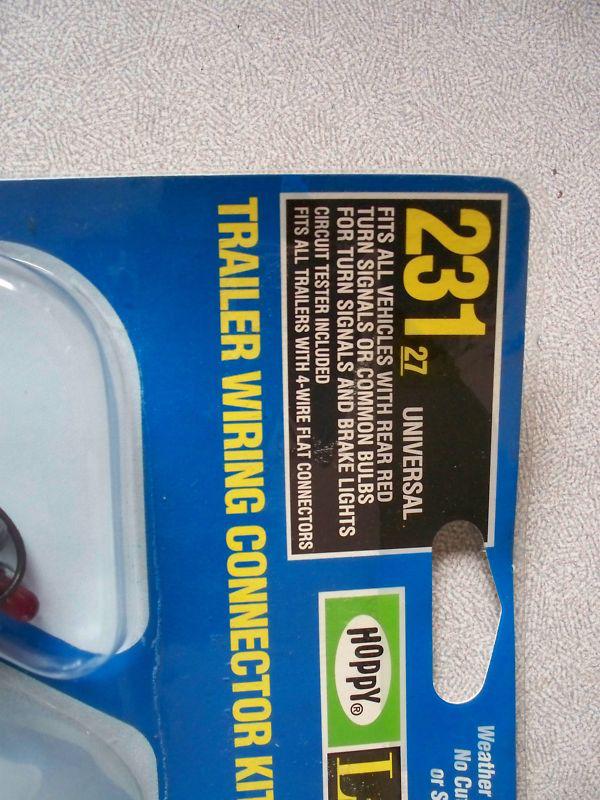 231 27 UNIVERSAL
FITS ALL VEHICLES WITH REAR RED
TURN SIGNALS OR COMMON BULBS
FOR TURN SIGNALS AND BRAKE LIGHTS
CIRCUIT TESTER INCLUDED
FITS ALL TRAILERS WITH 4-WIRE FLAT CONNECTORS
TRAILER WIRING CONNECTOR KIT
HOPPY®
L
Weather
No Cu
or S